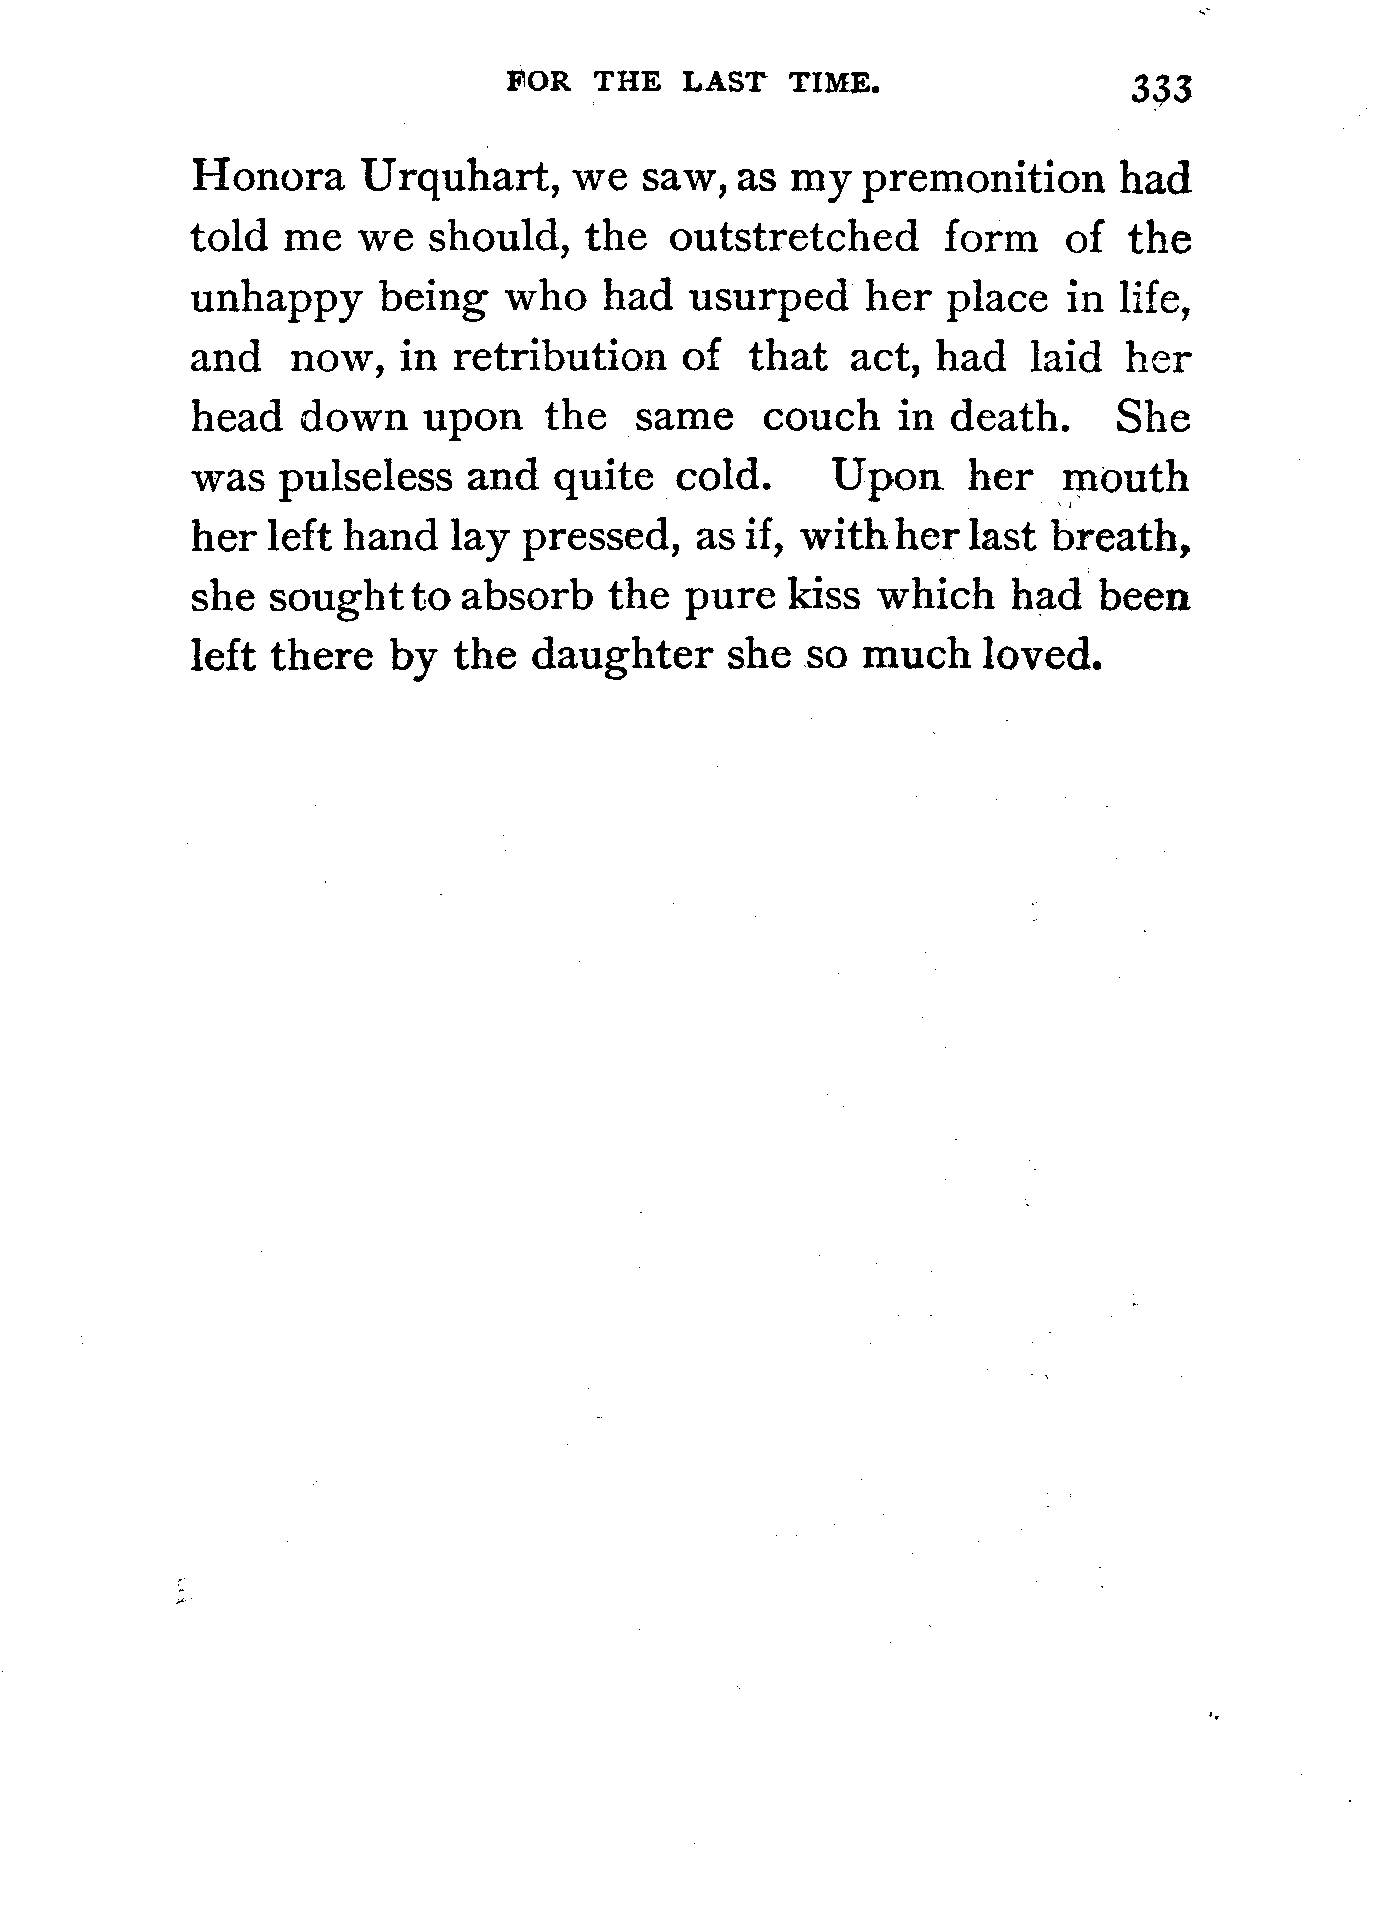 FOR THE LAST TIME. 333
Honora Urquhart, we saw, as my premonition had
told me we should, the outstretched form of the
unhappy being who had usurped her place in life,
and now, in retribution of that act, had laid her
head down upon the same couch in death. She
was pulseless and quite cold. Upon her mouth
her left hand lay pressed, as if, with her last breath,
she sought to absorb the pure kiss which had been
left there by the daughter she so much loved.